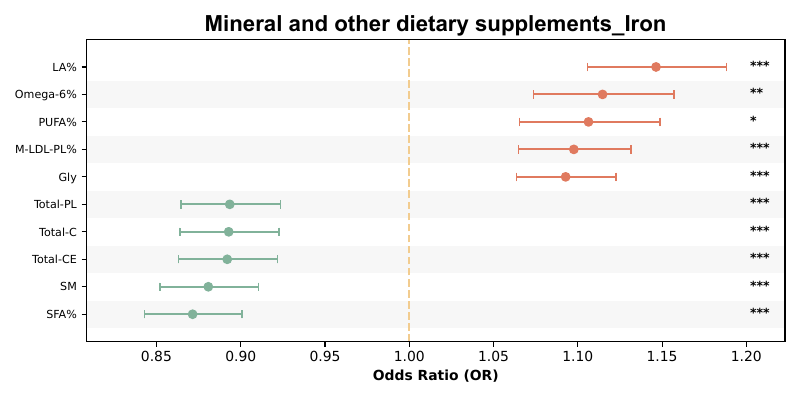 Mineral and other dietary supplements_Iron
LA% ***
Omega-6% **
PUFA% *
M-LDL-PL% ***
Gly ***
Total-PL ***
Total-C ***
Total-CE ***
SM ***
SFA% ***
0.85 0.90 0.95 1.00 1.05 1.10 1.15 1.20
Odds Ratio (OR)